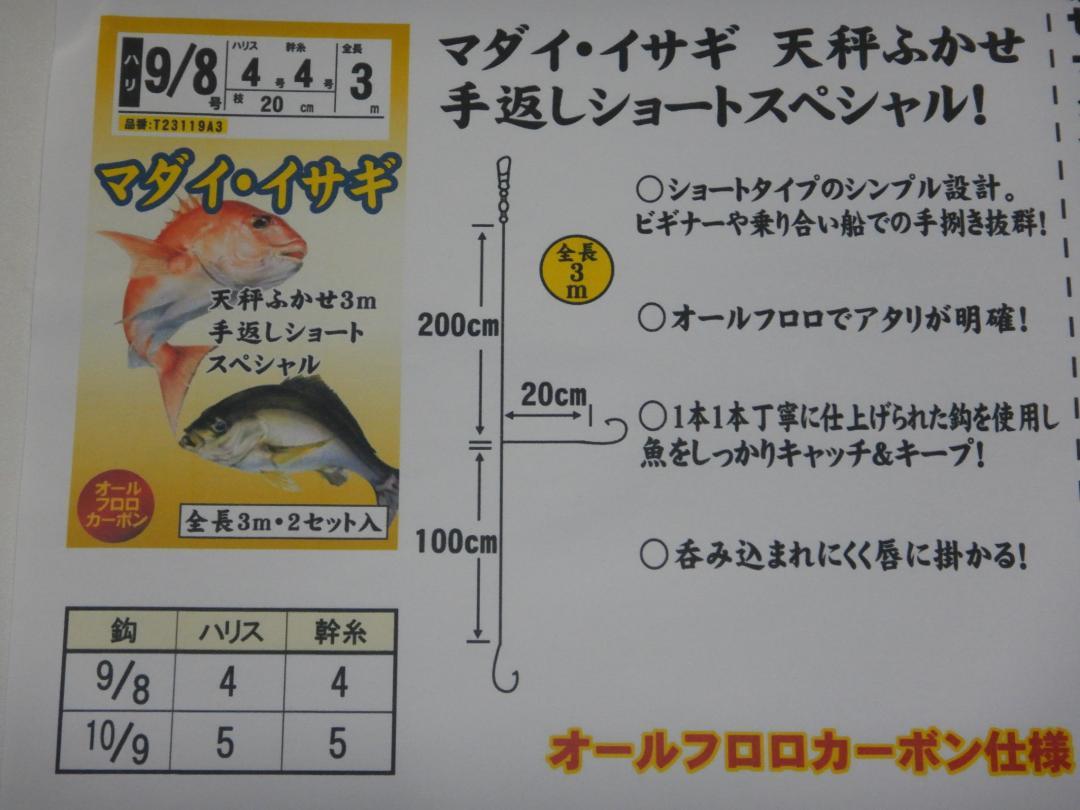 ハリ 9/8号 ハリス 4号 幹糸 4号 全長 3m
枝 20 cm
品番:T23119A3
マダイ・イサギ
天秤ふかせ3m
手返しショート
スペシャル
オール
フロロ
カーボン
全長3m・2セット入
マダイ・イサギ 天秤ふかせ
手返しショートスペシャル!
全長
3
m
200cm
20cm
100cm
○ショートタイプのシンプル設計。
ビギナーや乗り合い船での手捌き抜群!
○オールフロロでアタリが明確!
○1本1本丁寧に仕上げられた鈎を使用し
魚をしっかりキャッチ&キープ!
○呑み込まれにくく唇に掛かる!
鈎 ハリス 幹糸
9/8 4 4
10/9 5 5
オールフロロカーボン仕様